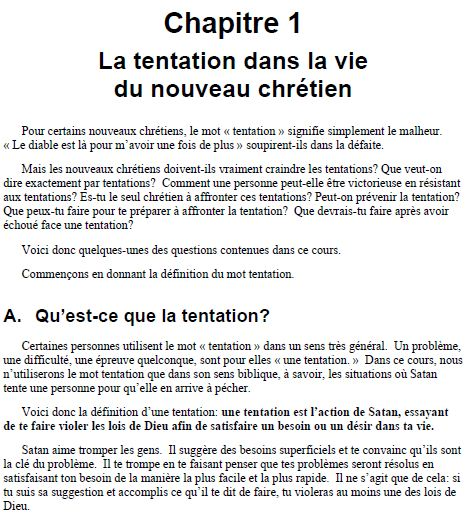 Chapitre 1
La tentation dans la vie
du nouveau chrétien
Pour certains nouveaux chrétiens, le mot « tentation » signifie simplement le malheur.
« Le diable est là pour m’avoir une fois de plus » soupirent-ils dans la défaite.
Mais les nouveaux chrétiens doivent-ils vraiment craindre les tentations? Que veut-on
dire exactement par tentations? Comment une personne peut-elle être victorieuse en résistant
aux tentations? Es-tu le seul chrétien à affronter ces tentations? Peut-on prévenir la tentation?
Que peux-tu faire pour te préparer à affronter la tentation? Que devrais-tu faire après avoir
échoué face une tentation?
Voici donc quelques-unes des questions contenues dans ce cours.
Commençons en donnant la définition du mot tentation.
A. Qu’est-ce que la tentation?
Certaines personnes utilisent le mot « tentation » dans un sens très général. Un problème,
une difficulté, une épreuve quelconque, sont pour elles « une tentation. » Dans ce cours, nous
n’utiliserons le mot tentation que dans son sens biblique, à savoir, les situations où Satan
tente une personne pour qu’elle en arrive à pécher.
Voici donc la définition d’une tentation: une tentation est l’action de Satan, essayant
de te faire violer les lois de Dieu afin de satisfaire un besoin ou un désir dans ta vie.
Satan aime tromper les gens. Il suggère des besoins superficiels et te convainc qu’ils sont
la clé du problème. Il te trompe en te faisant penser que tes problèmes seront résolus en
satisfaisant ton besoin de la manière la plus facile et la plus rapide. Il ne s’agit que de cela: si
tu suis sa suggestion et accomplis ce qu’il te dit de faire, tu violeras au moins une des lois de
Dieu.